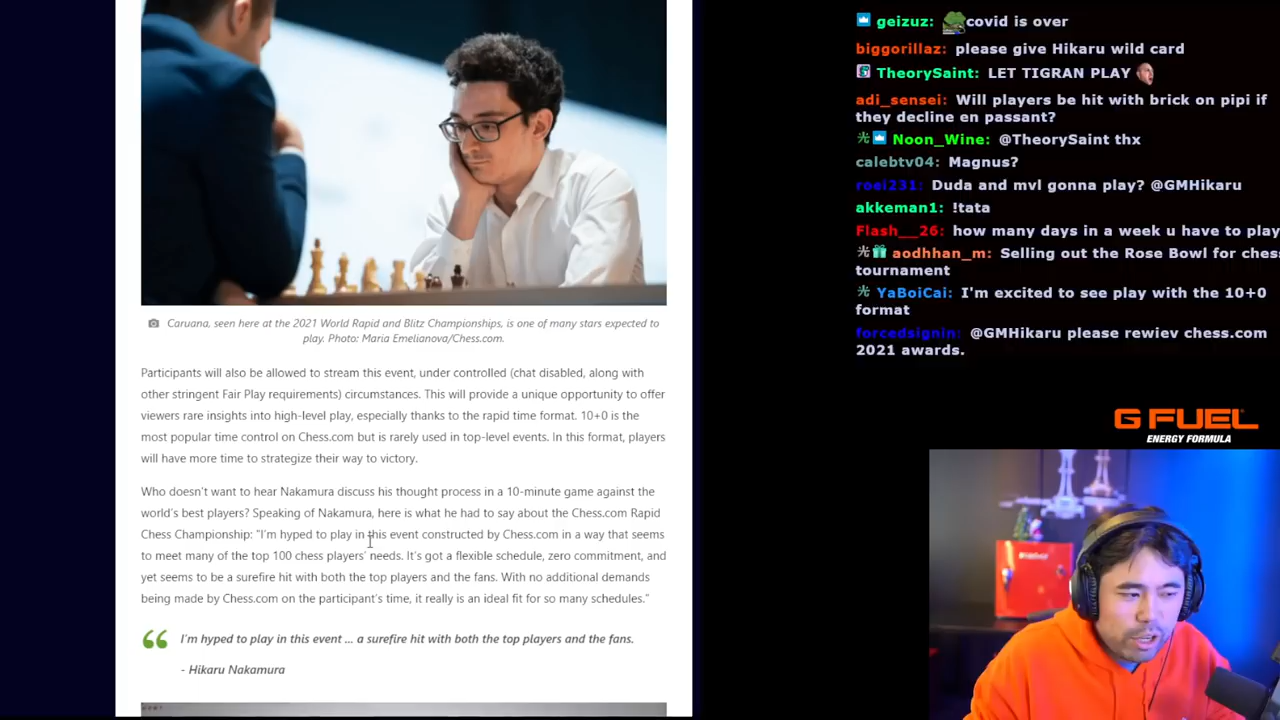 Caruana, seen here at the 2021 World Rapid and Blitz Championships, is one of many stars expected to
play. Photo: Maria Emelianova/Chess.com.
Participants will also be allowed to stream this event, under controlled (chat disabled, along with
other stringent Fair Play requirements) circumstances. This will provide a unique opportunity to offer
viewers rare insights into high-level play, especially thanks to the rapid time format. 10+0 is the
most popular time control on Chess.com but is rarely used in top-level events. In this format, players
will have more time to strategize their way to victory.
Who doesn't want to hear Nakamura discuss his thought process in a 10-minute game against the
world's best players? Speaking of Nakamura, here is what he had to say about the Chess.com Rapid
Chess Championship: "I'm hyped to play in this event constructed by Chess.com in a way that seems
to meet many of the top 100 chess players' needs. It's got a flexible schedule, zero commitment, and
yet seems to be a surefire hit with both the top players and the fans. With no additional demands
being made by Chess.com on the participant's time, it really is an ideal fit for so many schedules."
I'm hyped to play in this event ... a surefire hit with both the top players and the fans.
- Hikaru Nakamura
geizuz: covid is over
biggorillaz: please give Hikaru wild card
TheorySaint: LET TIGRAN PLAY
adi_sensei: Will players be hit with brick on pipi if
they decline en passant?
Noon_Wine: @TheorySaint thx
calebtv04: Magnus?
roei231: Duda and mvl gonna play? @GMHikaru
akkeman1: !tata
Flash__26: how many days in a week u have to play
aodhhan_m: Selling out the Rose Bowl for chess
tournament
YaBoiCai: I'm excited to see play with the 10+0
format
forcedsignin: @GMHikaru please rewiev chess.com
2021 awards.
G FUEL
ENERGY FORMULA